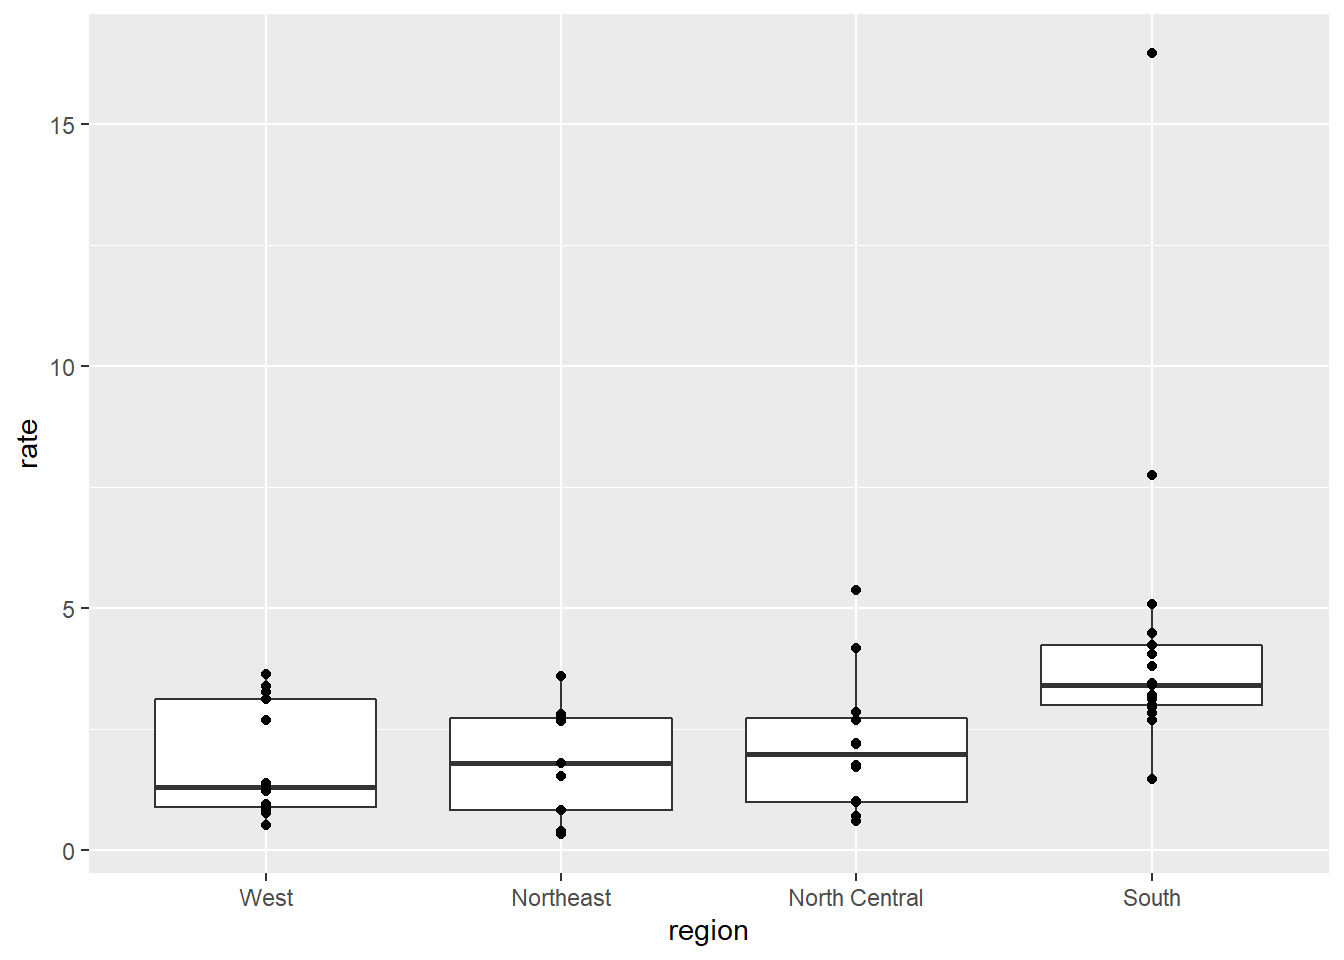 15
10
5
0
rate
West
Northeast
North Central
South
region